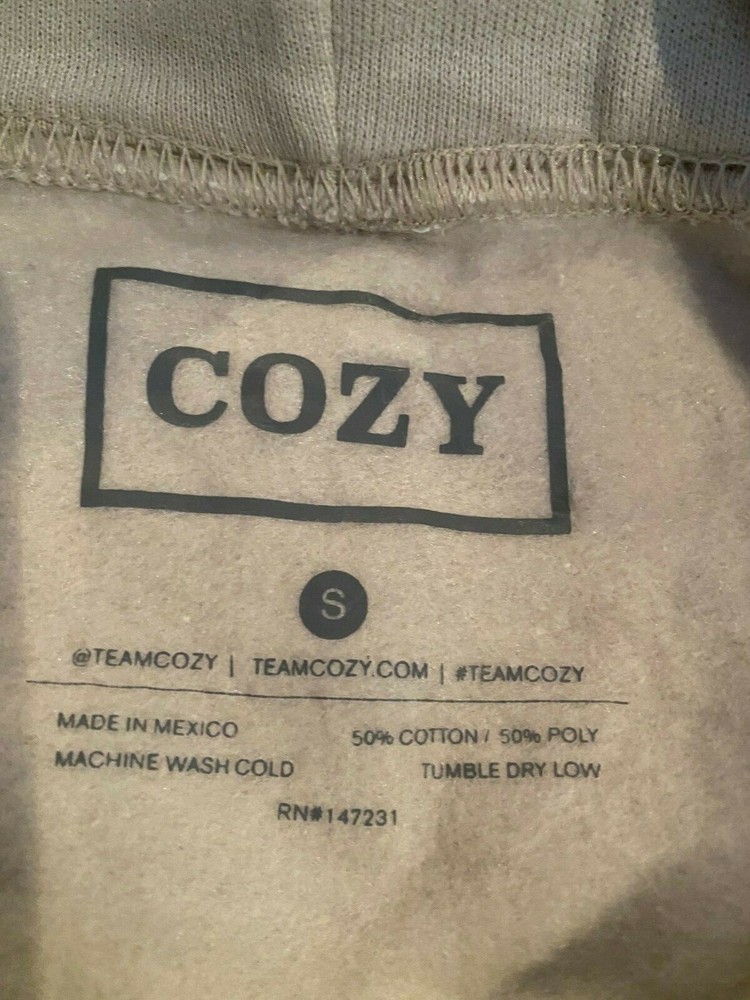 COZY
S
@TEAMCOZY | TEAMCOZY.COM | #TEAMCOZY
MADE IN MEXICO 50% COTTON / 50% POLY
MACHINE WASH COLD TUMBLE DRY LOW
RN#147231